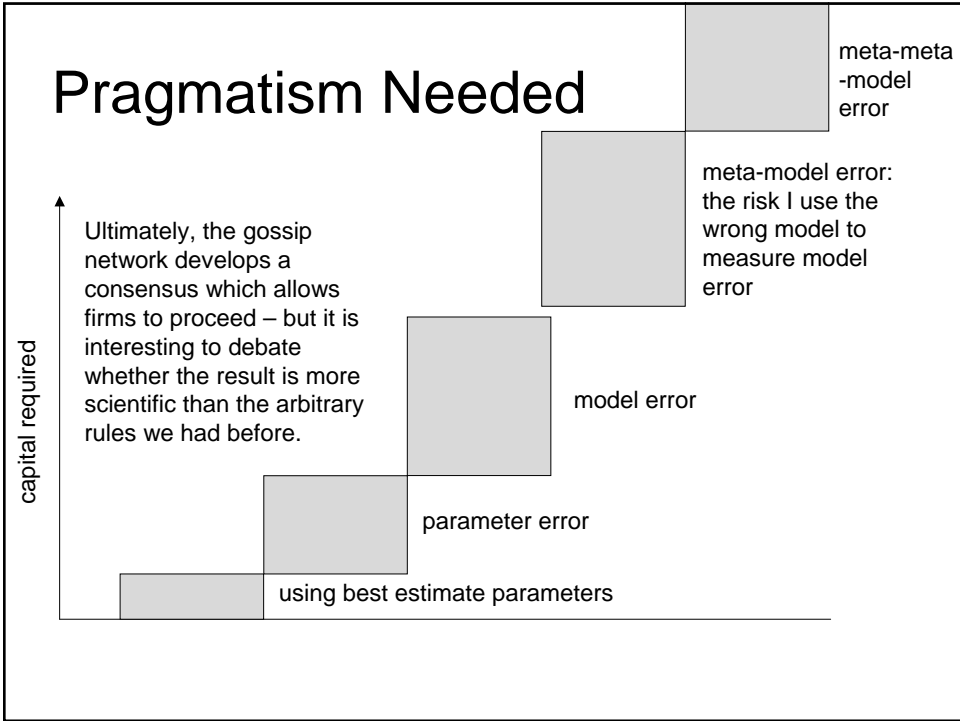 Pragmatism Needed
meta-meta
-model
error
meta-model error:
the risk I use the
wrong model to
measure model
error
Ultimately, the gossip
network develops a
consensus which allows
firms to proceed – but it is
interesting to debate
whether the result is more
scientific than the arbitrary
rules we had before.
capital required
model error
parameter error
using best estimate parameters